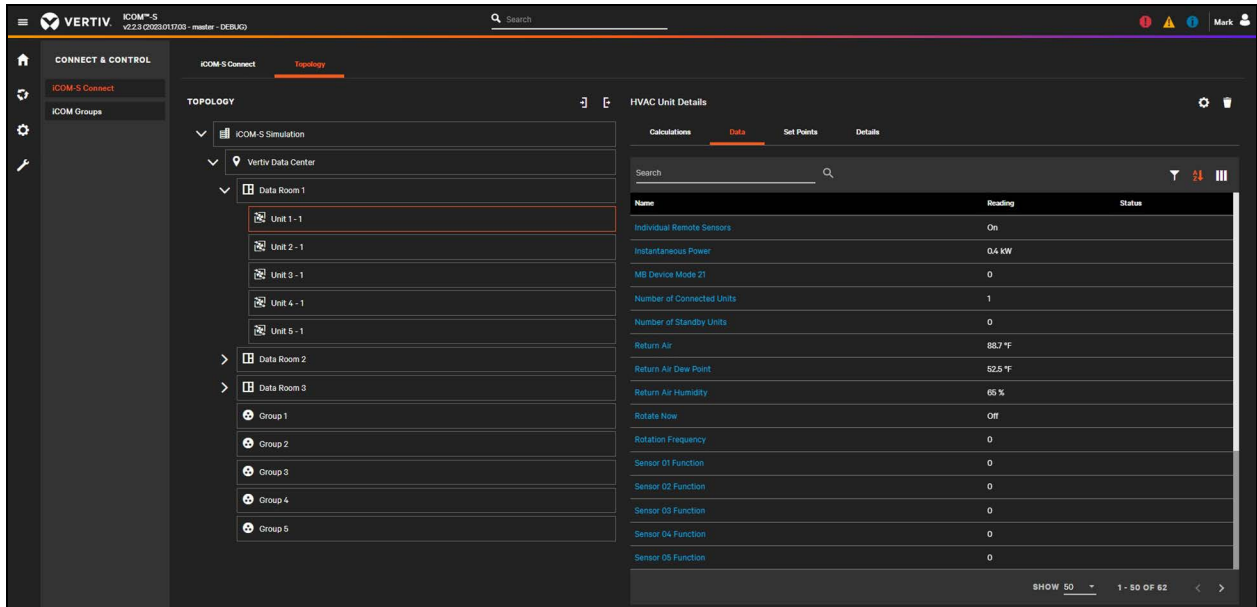 VERTIV. ICOM™-S
v2.2.3 (2023.01.17.03 - master - DEBUG)
Search
Mark
CONNECT & CONTROL
iCOM-S Connect
iCOM Groups
iCOM-S Connect Topology
TOPOLOGY
iCOM-S Simulation
Vertiv Data Center
Data Room 1
Unit 1 - 1
Unit 2 - 1
Unit 3 - 1
Unit 4 - 1
Unit 5 - 1
Data Room 2
Data Room 3
Group 1
Group 2
Group 3
Group 4
Group 5
HVAC Unit Details
Calculations Data Set Points Details
Search
Name Reading Status
Individual Remote Sensors On
Instantaneous Power 0.4 kW
MB Device Mode 21 0
Number of Connected Units 1
Number of Standby Units 0
Return Air 88.7 °F
Return Air Dew Point 52.5 °F
Return Air Humidity 65 %
Rotate Now Off
Rotation Frequency 0
Sensor 01 Function 0
Sensor 02 Function 0
Sensor 03 Function 0
Sensor 04 Function 0
Sensor 05 Function 0
SHOW 50 1 - 50 OF 62